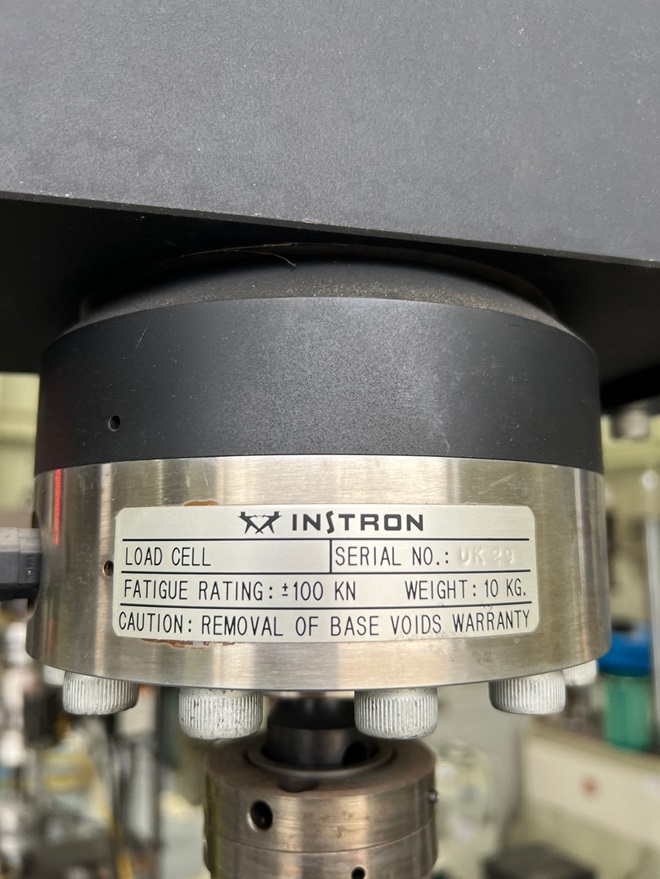 INSTRON
LOAD CELL SERIAL NO.:
FATIGUE RATING: ±100 KN WEIGHT: 10 KG.
CAUTION: REMOVAL OF BASE VOIDS WARRANTY